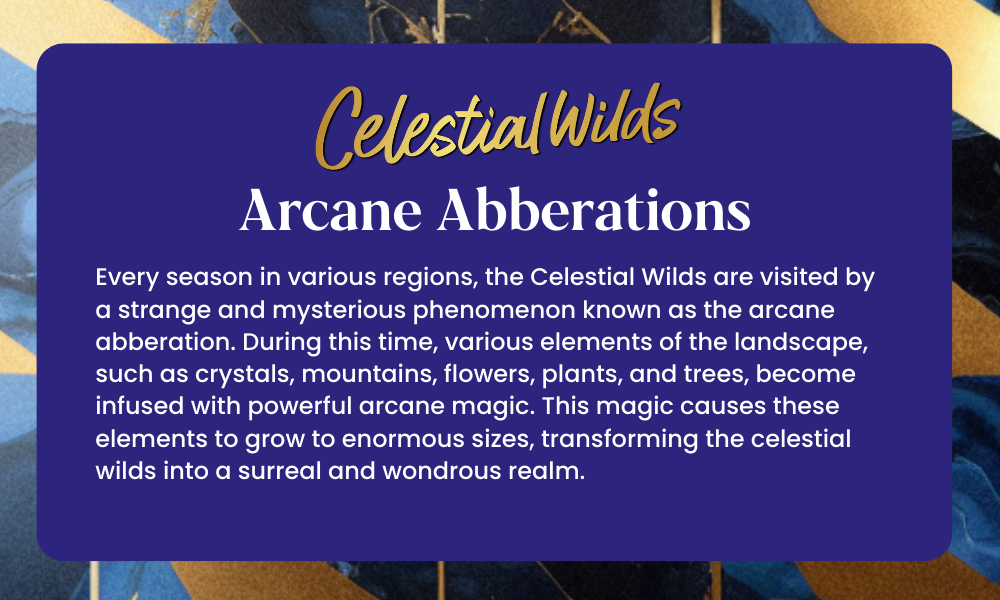 Celestial Wilds
Arcane Abberations
Every season in various regions, the Celestial Wilds are visited by
a strange and mysterious phenomenon known as the arcane
abberation. During this time, various elements of the landscape,
such as crystals, mountains, flowers, plants, and trees, become
infused with powerful arcane magic. This magic causes these
elements to grow to enormous sizes, transforming the celestial
wilds into a surreal and wondrous realm.